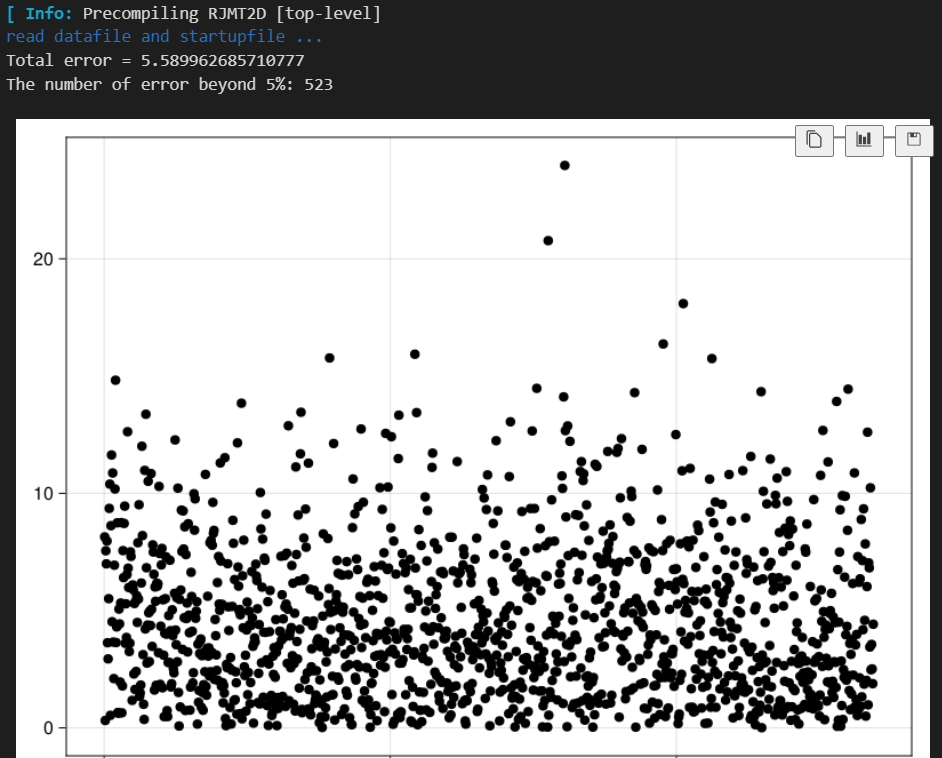 [ Info: Precompiling RJMT2D [top-level]
read datafile and startupfile ...
Total error = 5.589962685710777
The number of error beyond 5%: 523
20
10
0